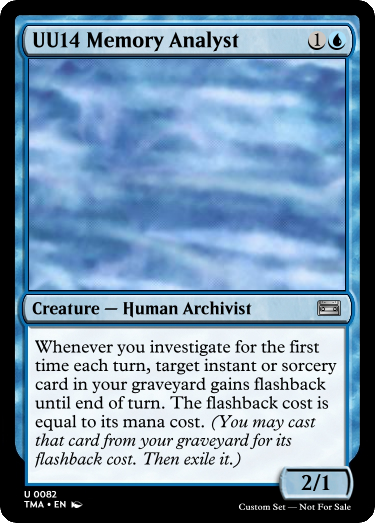 UU14 Memory Analyst 1
Creature — Human Archivist
Whenever you investigate for the first
time each turn, target instant or sorcery
card in your graveyard gains flashback
until end of turn. The flashback cost is
equal to its mana cost. (You may cast
that card from your graveyard for its
flashback cost. Then exile it.)
2/1
U 0082
TMA • EN
Custom Set — Not For Sale